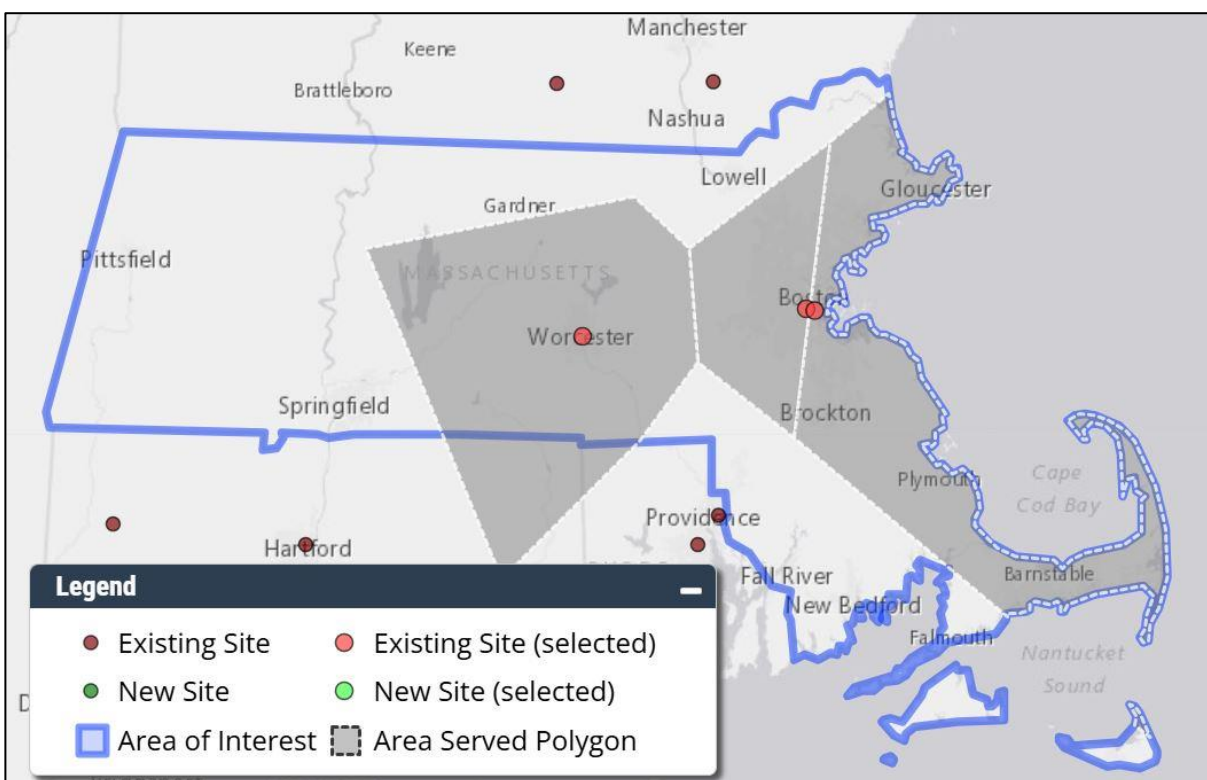 Manchester
Keene
Brattleboro
Nashua
Lowell
Gloucester
Gardner
Pittsfield
MASSACHUSETTS
Boston
Worcester
Springfield
Brockton
Plymouth
Cape
Cod Bay
Providence
Hartford
Barnstable
Fall River
New Bedford
Falmouth
Nantucket
Sound
Legend
Existing Site
Existing Site (selected)
New Site
New Site (selected)
Area of Interest
Area Served Polygon